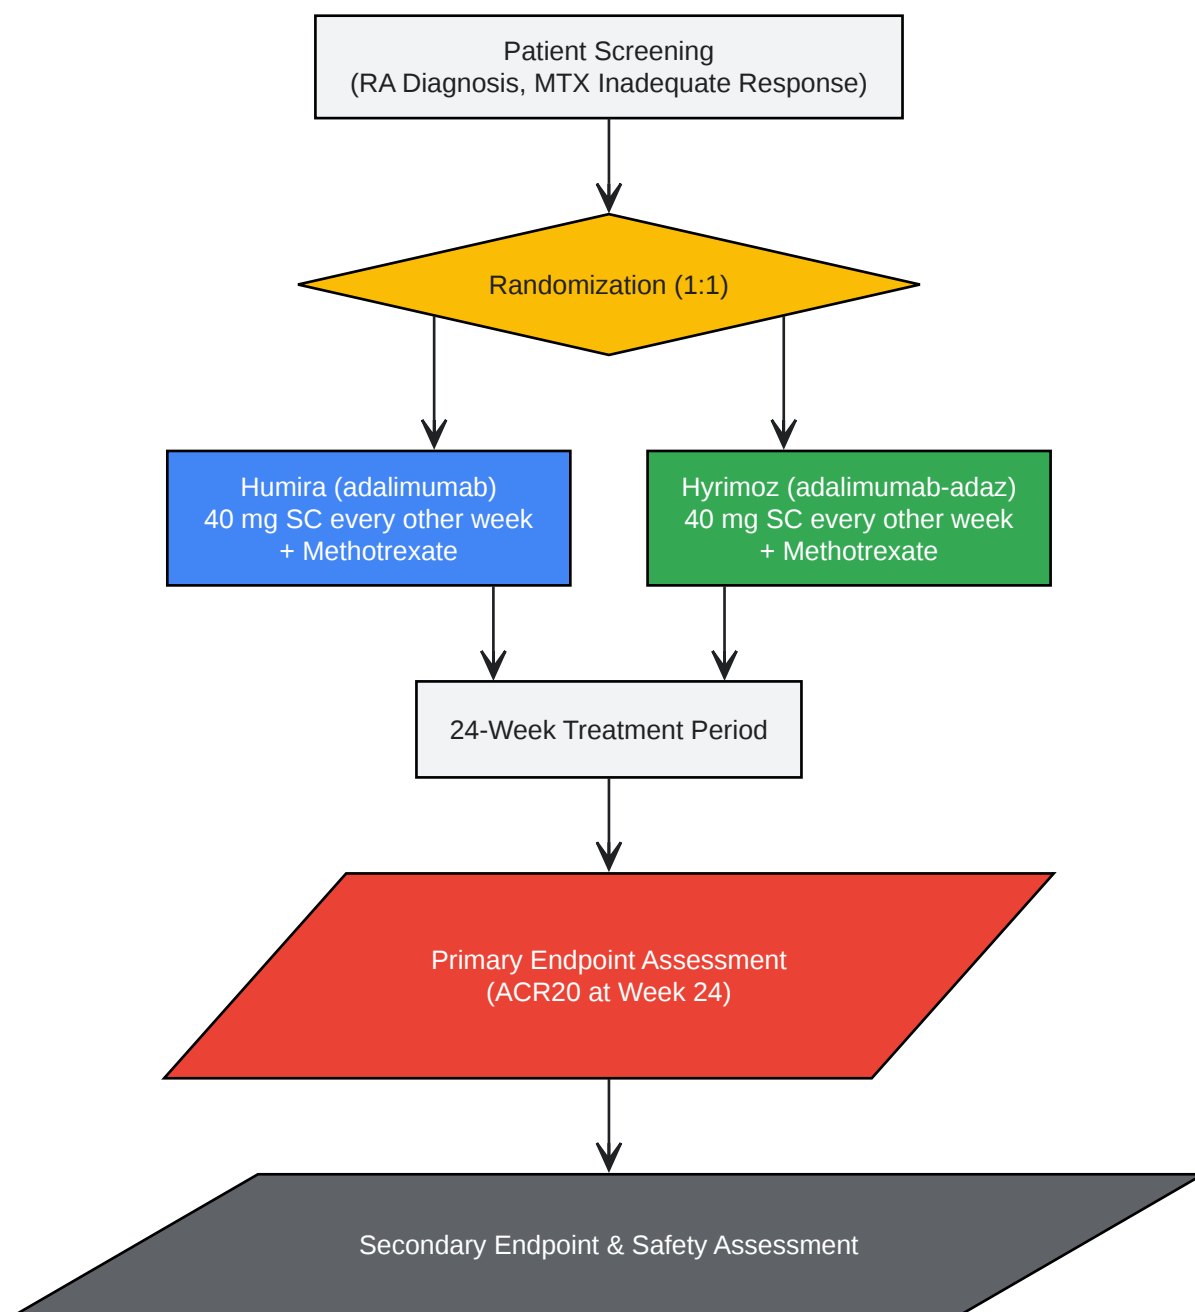 Patient Screening
(RA Diagnosis, MTX Inadequate Response)
Randomization (1:1)
Humira (adalimumab)
40 mg SC every other week
+ Methotrexate
Hyrimoz (adalimumab-adaz)
40 mg SC every other week
+ Methotrexate
24-Week Treatment Period
Primary Endpoint Assessment
(ACR20 at Week 24)
Secondary Endpoint & Safety Assessment